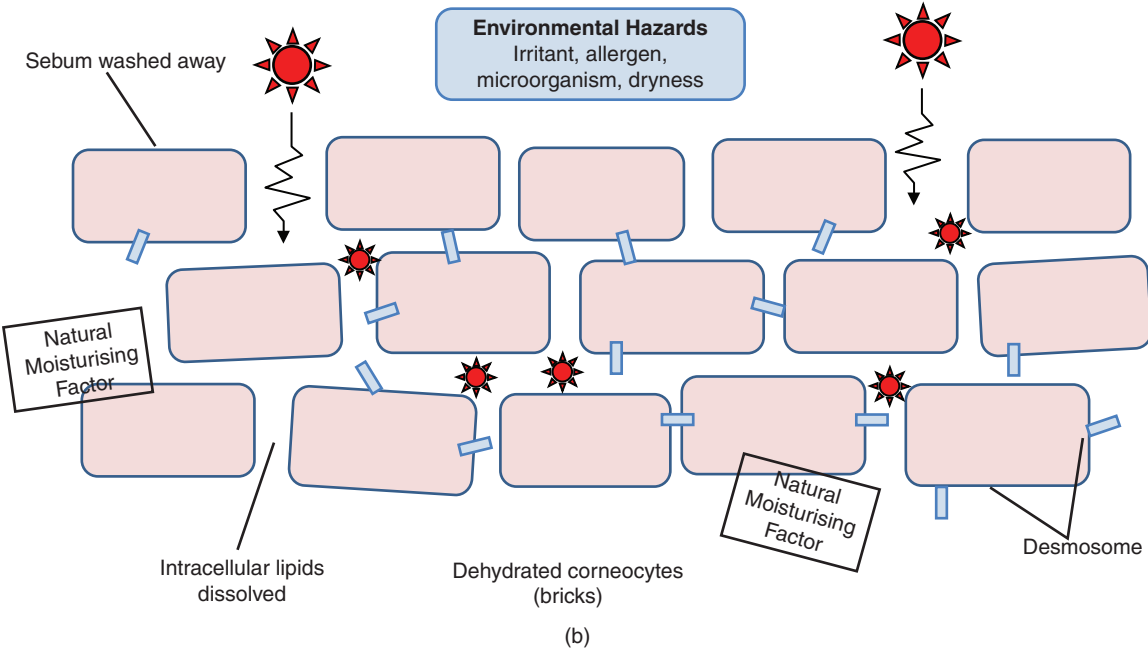 Environmental Hazards
Irritant, allergen,
microorganism, dryness
Sebum washed away
Natural
Moisturising
Factor
Natural
Moisturising
Factor
Intracellular lipids
dissolved
Dehydrated corneocytes
(bricks)
Desmosome
(b)